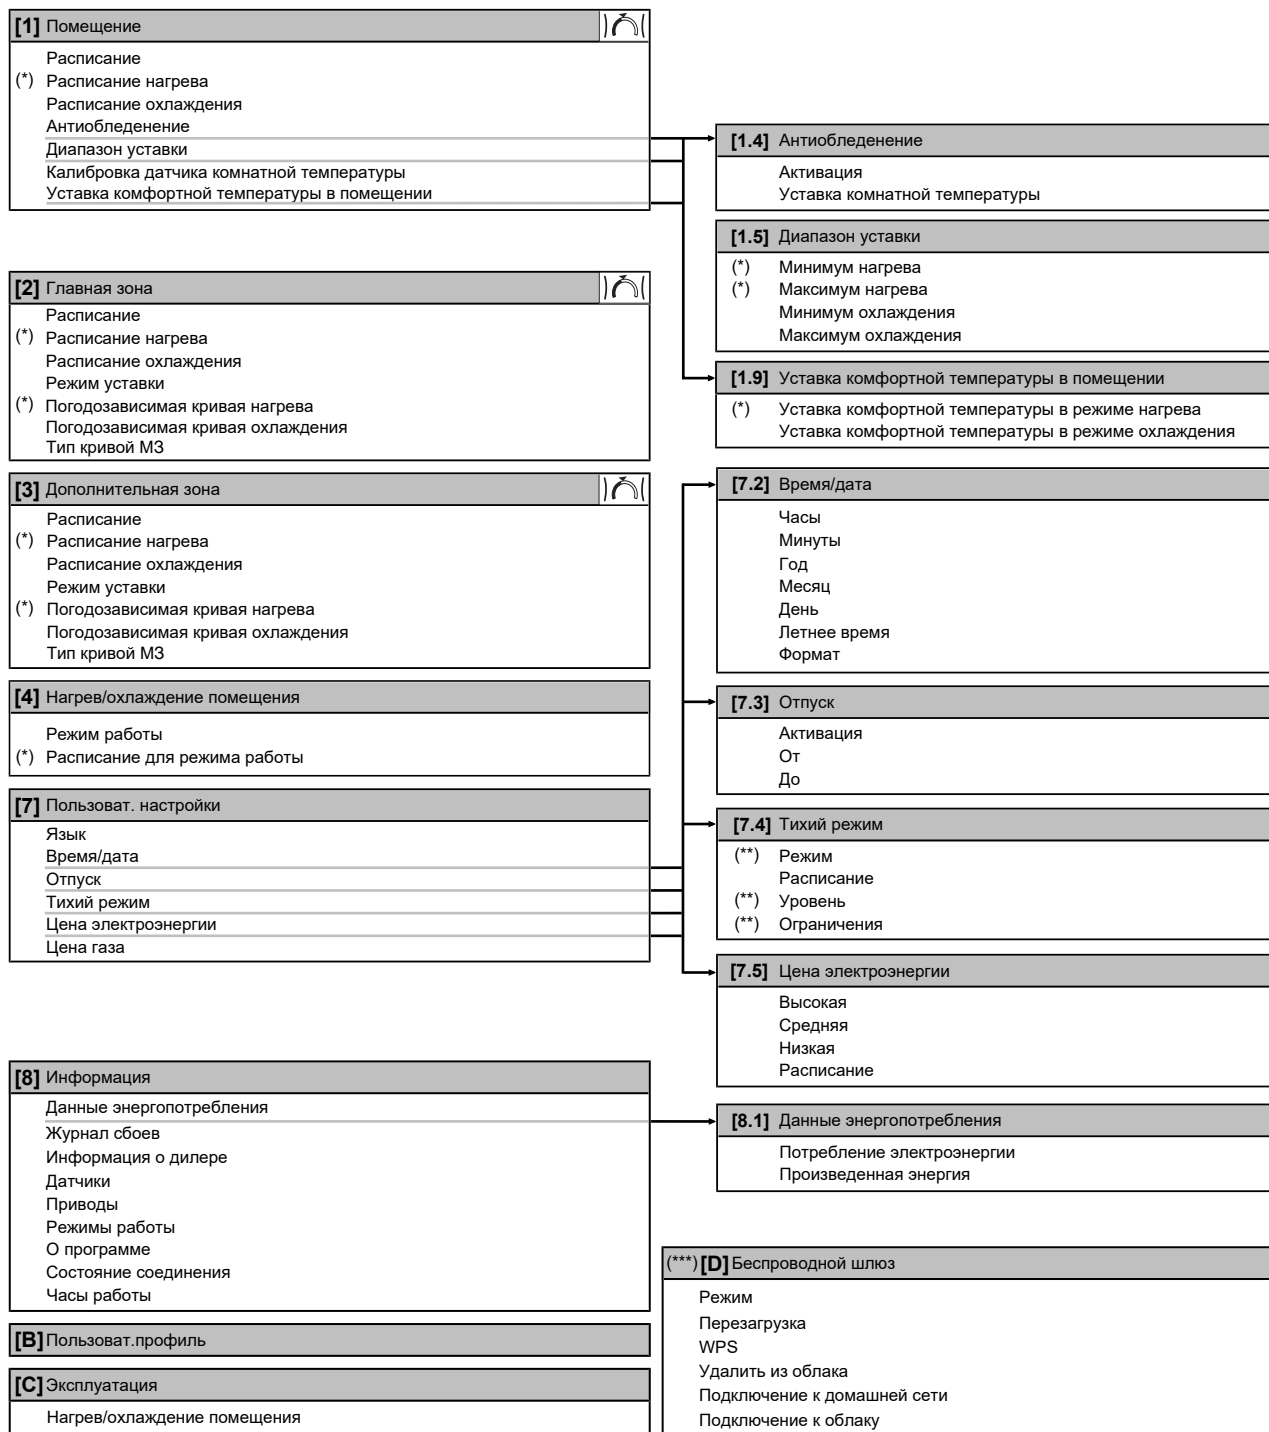 [1] Помещение
Расписание
(*) Расписание нагрева
Расписание охлаждения
Антиобледенение
Диапазон уставки
Калибровка датчика комнатной температуры
Уставка комфортной температуры в помещении
[1.4] Антиобледенение
Активация
Уставка комнатной температуры
[1.5] Диапазон уставки
(*) Минимум нагрева
(*) Максимум нагрева
Минимум охлаждения
Максимум охлаждения
[1.9] Уставка комфортной температуры в помещении
(*) Уставка комфортной температуры в режиме нагрева
Уставка комфортной температуры в режиме охлаждения
[2] Главная зона
Расписание
(*) Расписание нагрева
Расписание охлаждения
Режим уставки
(*) Погодозависимая кривая нагрева
Погодозависимая кривая охлаждения
Тип кривой МЗ
[3] Дополнительная зона
Расписание
(*) Расписание нагрева
Расписание охлаждения
Режим уставки
(*) Погодозависимая кривая нагрева
Погодозависимая кривая охлаждения
Тип кривой МЗ
[4] Нагрев/охлаждение помещения
Режим работы
(*) Расписание для режима работы
[7] Пользоват. настройки
Язык
Время/дата
Отпуск
Тихий режим
Цена электроэнергии
Цена газа
[7.2] Время/дата
Часы
Минуты
Год
Месяц
День
Летнее время
Формат
[7.3] Отпуск
Активация
От
До
[7.4] Тихий режим
(**) Режим
Расписание
(**) Уровень
(**) Ограничения
[7.5] Цена электроэнергии
Высокая
Средняя
Низкая
Расписание
[8] Информация
Данные энергопотребления
Журнал сбоев
Информация о дилере
Датчики
Приводы
Режимы работы
О программе
Состояние соединения
Часы работы
[8.1] Данные энергопотребления
Потребление электроэнергии
Произведенная энергия
[B] Пользоват.профиль
[C] Эксплуатация
Нагрев/охлаждение помещения
(***) [D] Беспроводной шлюз
Режим
Перезагрузка
WPS
Удалить из облака
Подключение к домашней сети
Подключение к облаку